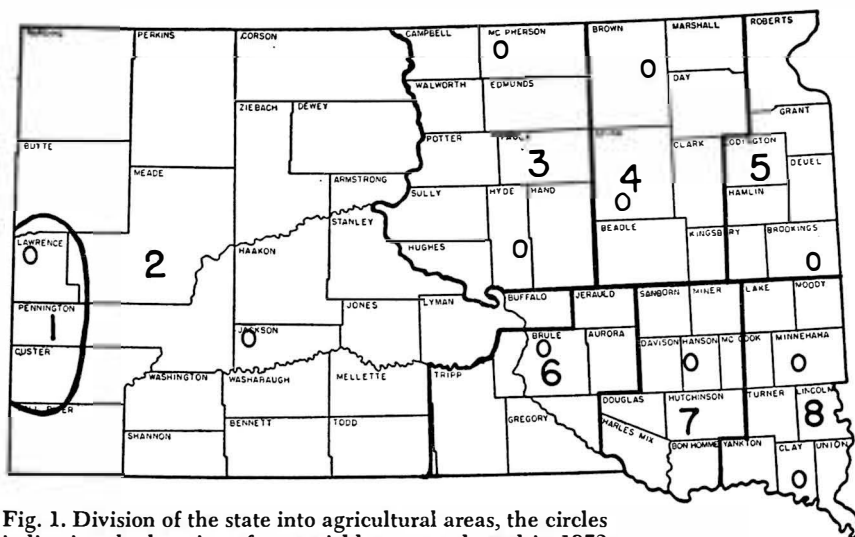 PERKINS
CORSON
CAMPBELL
MC PHERSON
BROWN
MARSHALL
ROBERTS
0
0
WALWORTH
EDMUNDS
DAY
ZIEBACH
DEWEY
GRANT
BUTTE
POTTER
3
CLARK
5
DEUEL
MEADE
ARMSTRONG
4
SULLY
HYDE
HAND
HAMLIN
0
STANLEY
LAWRENCE
0
2
HAAKON
HUGHES
0
BEADLE
KINGSBURY
BROOKINGS
0
PENNINGTON
1
JONES
LYMAN
BUFFALO
JERAULD
SANBORN
MINER
LAKE
MOODY
JACKSON
0
BRULE
0
AURORA
DAVISON
HANSON
MC COOK
MINNEHAHA
0
0
CUSTER
6
WASHINGTON
WASHABAUGH
MELLETTE
TRIPP
DOUGLAS
HUTCHINSON
TURNER
LINCOLN
7
8
SHANNON
BENNETT
TODD
GREGORY
BON HOMME
YANKTON
CLAY
UNION
0
Fig. 1. Division of the state into agricultural areas, the circles